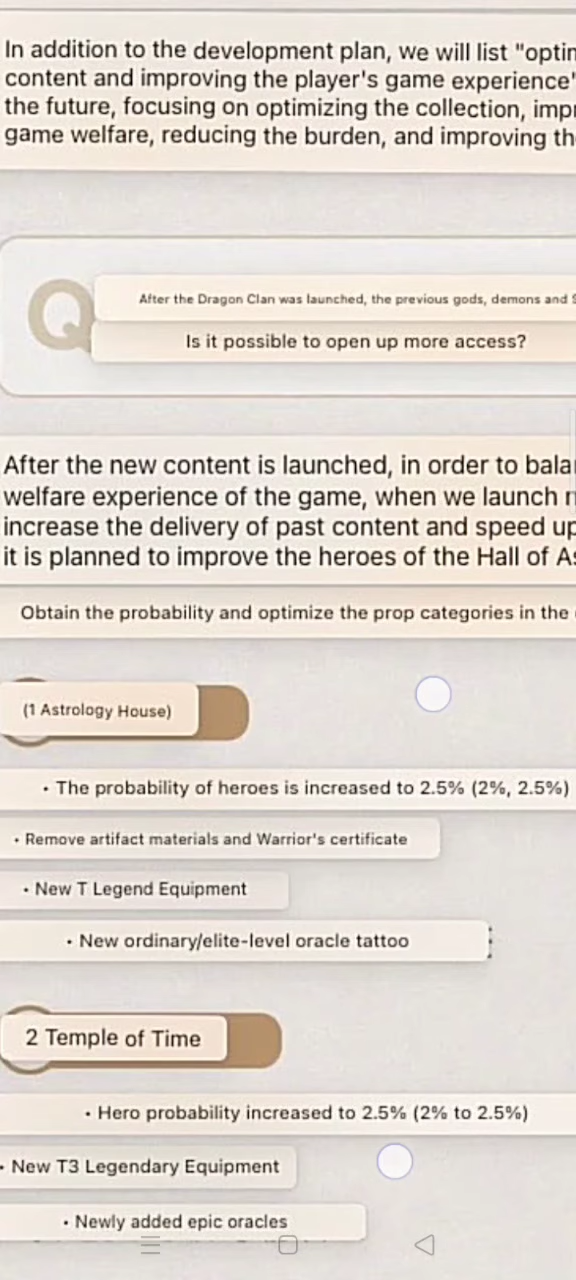 In addition to the development plan, we will list "optin
content and improving the player's game experience"
the future, focusing on optimizing the collection, impr
game welfare, reducing the burden, and improving th
Q
After the Dragon Clan was launched, the previous gods, demons and S
Is it possible to open up more access?
After the new content is launched, in order to bala
welfare experience of the game, when we launch
increase the delivery of past content and speed up
it is planned to improve the heroes of the Hall of As
Obtain the probability and optimize the prop categories in the
(1 Astrology House)
• The probability of heroes is increased to 2.5% (2%, 2.5%)
• Remove artifact materials and Warrior's certificate
• New T Legend Equipment
• New ordinary/elite-level oracle tattoo
2 Temple of Time
• Hero probability increased to 2.5% (2% to 2.5%)
• New T3 Legendary Equipment
• Newly added epic oracles